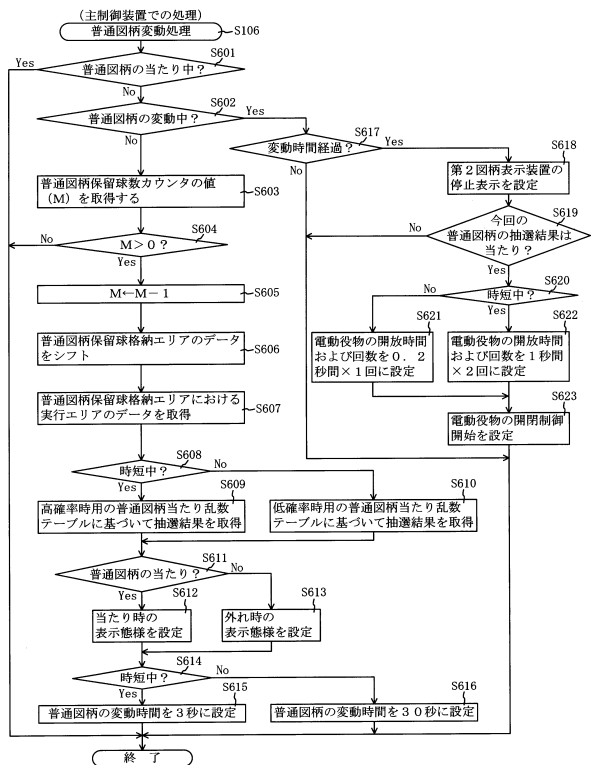 (主制御装置での処理)
普通図柄変動処理
S106
S601
Yes
普通図柄の当たり中?
No
S602
普通図柄の変動中?
Yes
No
S617
変動時間経過?
Yes
No
S618
第2図柄表示装置の
停止表示を設定
普通図柄保留球数カウンタの値
(M)を取得する
S603
S619
No
今回の
普通図柄の抽選結果は
当たり?
Yes
S604
No
M>0?
Yes
M←M-1
S605
S620
No
時短中?
Yes
S621
電動役物の開放時間
および回数を0.2
秒間×1回に設定
S622
電動役物の開放時間
および回数を1秒間
×2回に設定
普通図柄保留球格納エリアのデータ
をシフト
S606
普通図柄保留球格納エリアにおける
実行エリアのデータを取得
S607
S623
電動役物の開閉制御
開始を設定
S608
時短中?
No
Yes
S609
高確率時用の普通図柄当たり乱数
テーブルに基づいて抽選結果を取得
S610
低確率時用の普通図柄当たり乱数
テーブルに基づいて抽選結果を取得
S611
普通図柄の当たり?
No
Yes
S612
当たり時の
表示態様を設定
S613
外れ時の
表示態様を設定
S614
時短中?
No
Yes
S615
普通図柄の変動時間を3秒に設定
S616
普通図柄の変動時間を30秒に設定
終 了